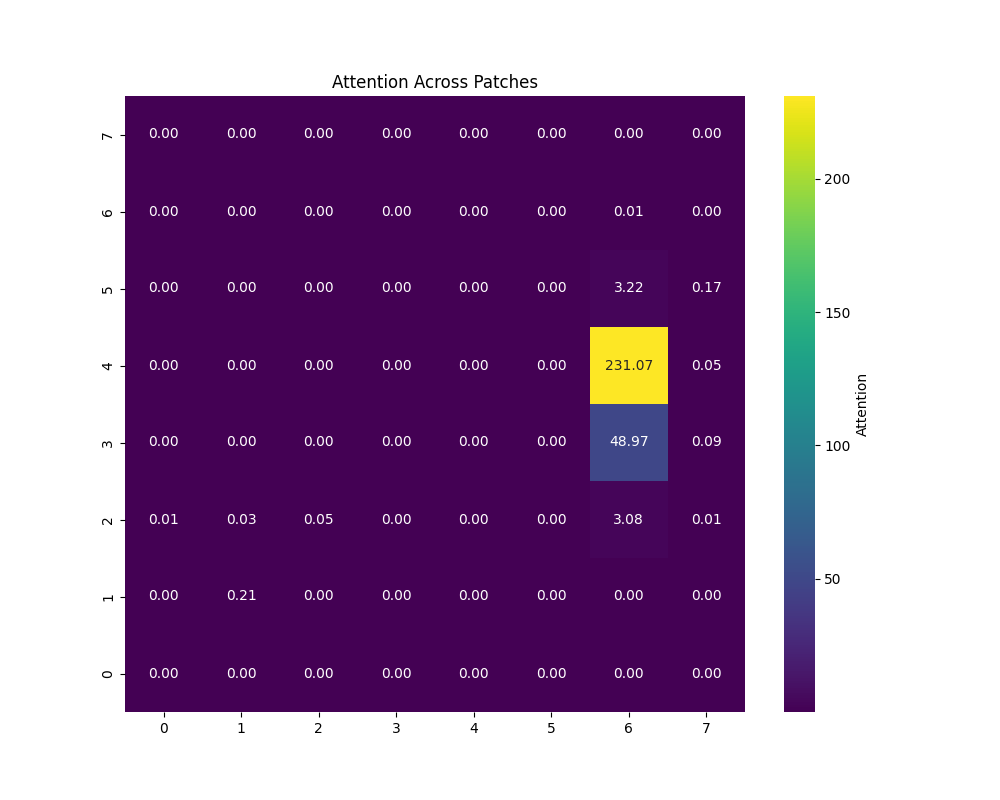 Attention Across Patches
7 0.00 0.00 0.00 0.00 0.00 0.00 0.00 0.00
6 0.00 0.00 0.00 0.00 0.00 0.00 0.01 0.00
5 0.00 0.00 0.00 0.00 0.00 0.00 3.22 0.17
4 0.00 0.00 0.00 0.00 0.00 0.00 231.07 0.05
3 0.00 0.00 0.00 0.00 0.00 0.00 48.97 0.09
2 0.01 0.03 0.05 0.00 0.00 0.00 3.08 0.01
1 0.00 0.21 0.00 0.00 0.00 0.00 0.00 0.00
0 0.00 0.00 0.00 0.00 0.00 0.00 0.00 0.00
0 1 2 3 4 5 6 7
200
150
100
50
Attention